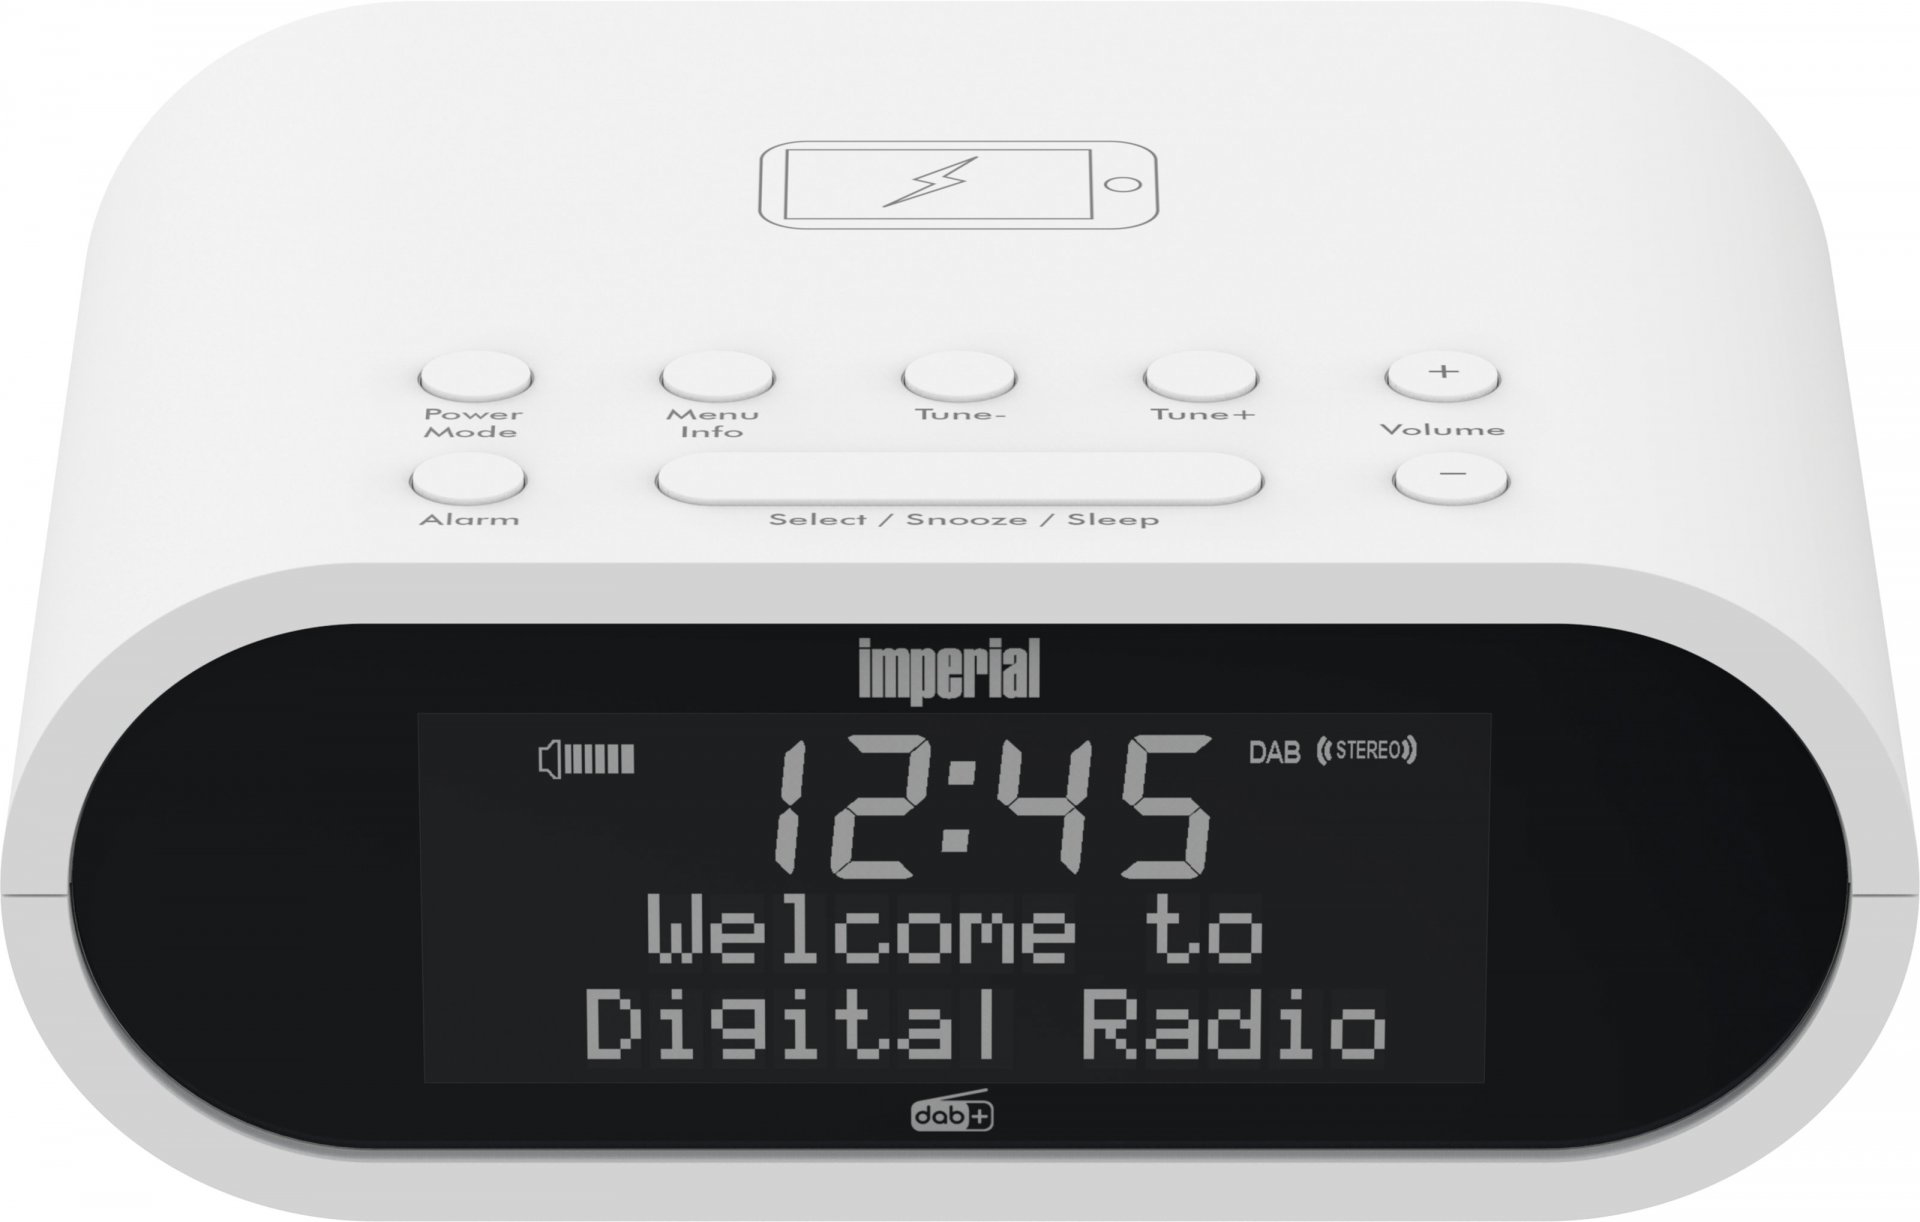 Power
Mode
Menu
Info
Tune-
Tune+
+
Volume
−
Alarm
Select / Snooze / Sleep
imperial
12:45
DAB ((STEREO))
Welcome to
Digital Radio
dab+